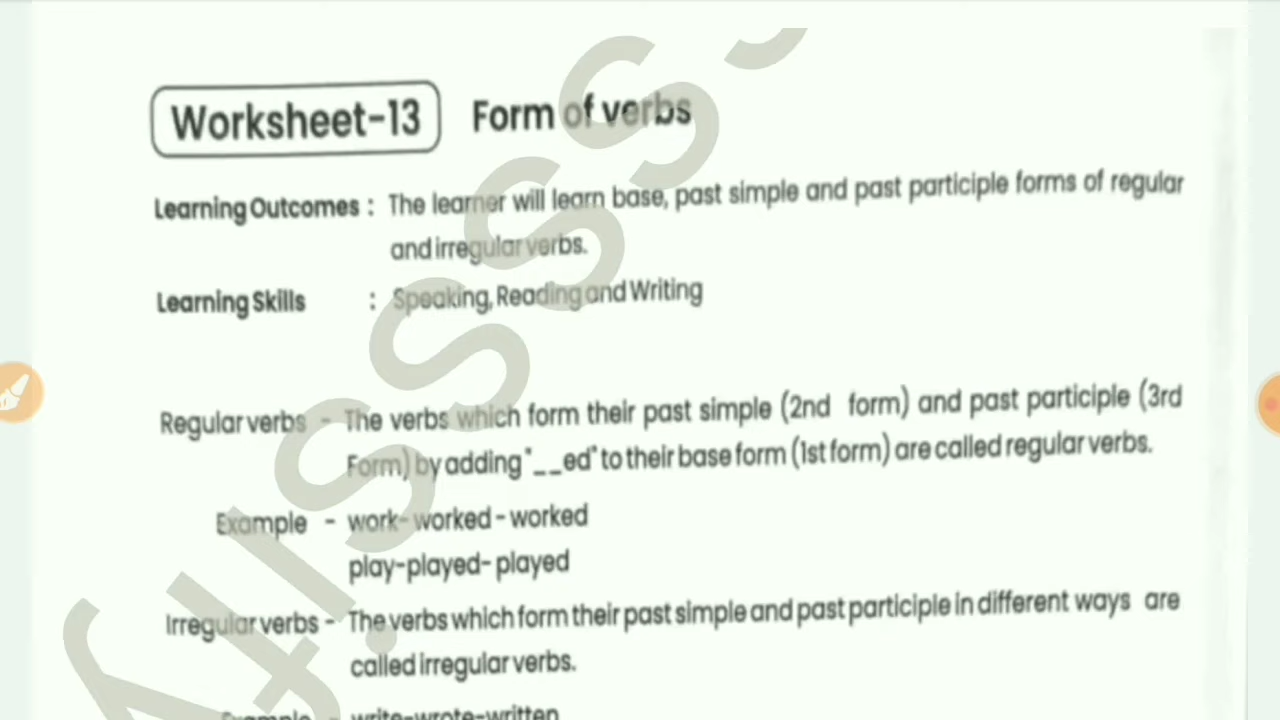 Worksheet-13 Form of verbs
Learning Outcomes : The learner will learn base, past simple and past participle forms of regular
and irregular verbs.
Learning Skills : Speaking, Reading and Writing
Regular verbs - The verbs which form their past simple (2nd form) and past participle (3rd
Form) by adding "__ed" to their base form (1st form) are called regular verbs.
Example - work- worked - worked
play-played- played
Irregular verbs - The verbs which form their past simple and past participle in different ways are
called irregular verbs.
Example - write-wrote-written